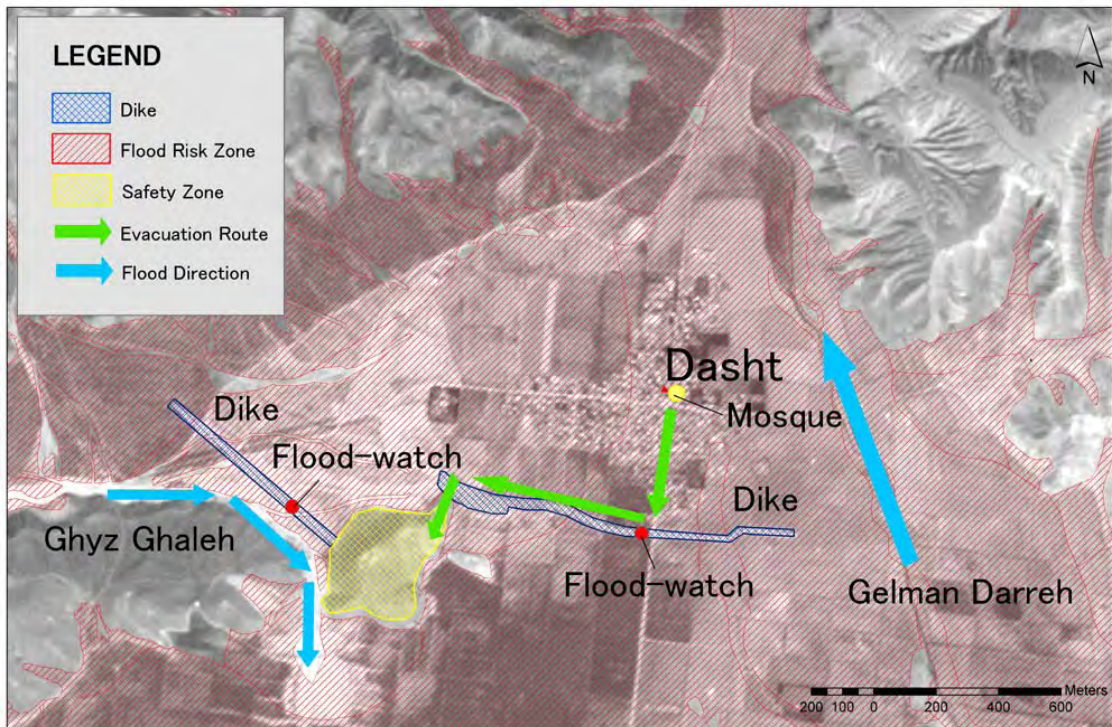 LEGEND
Dike
Flood Risk Zone
Safety Zone
Evacuation Route
Flood Direction
N
Dasht
Mosque
Dike
Flood-watch
Dike
Ghyz Ghaleh
Flood-watch
Gelman Darreh
Meters
200 100 0 200 400 600